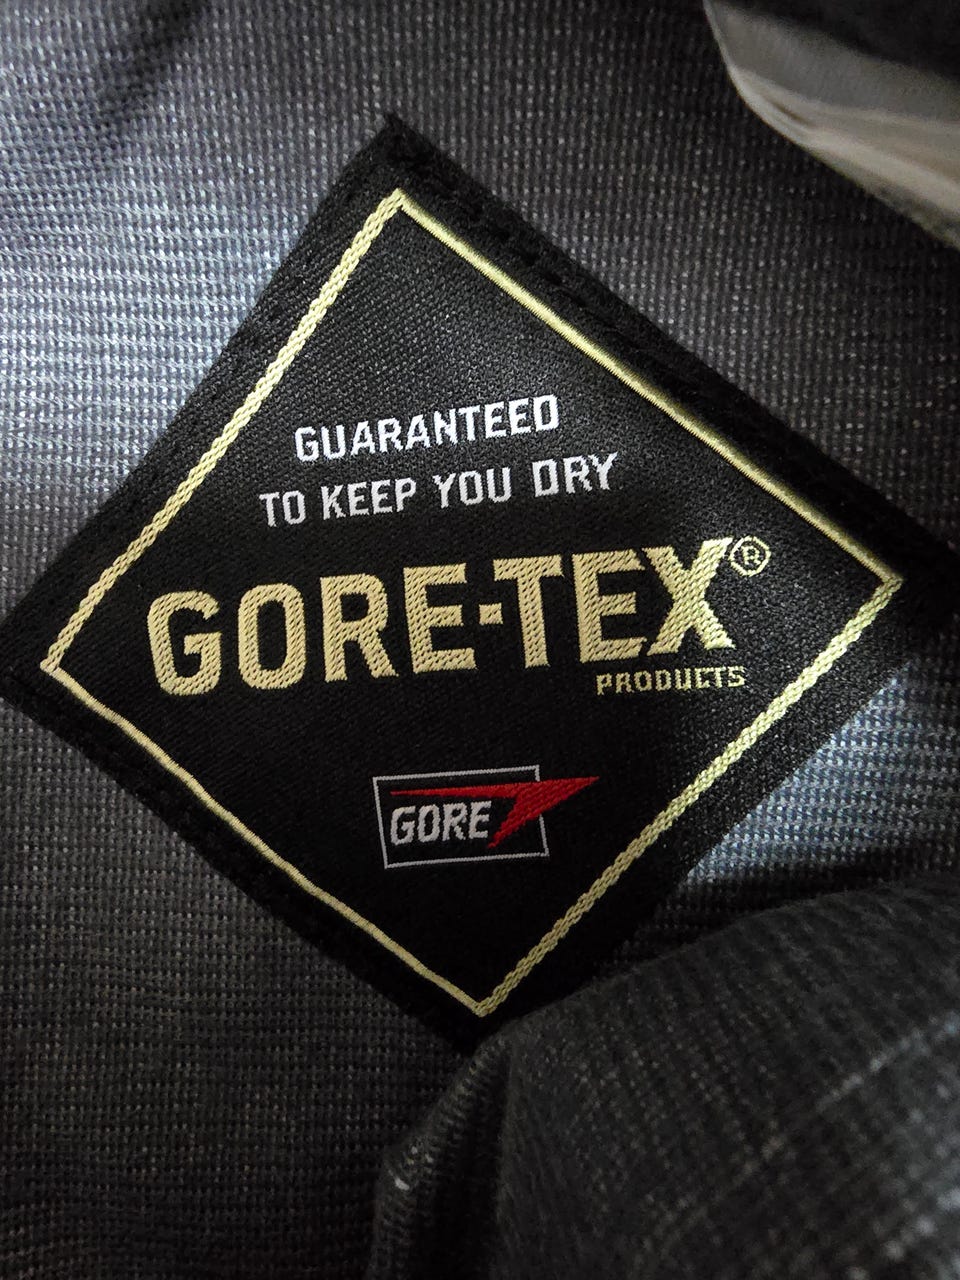 GUARANTEED
TO KEEP YOU DRY
GORE-TEX®
PRODUCTS
GORE